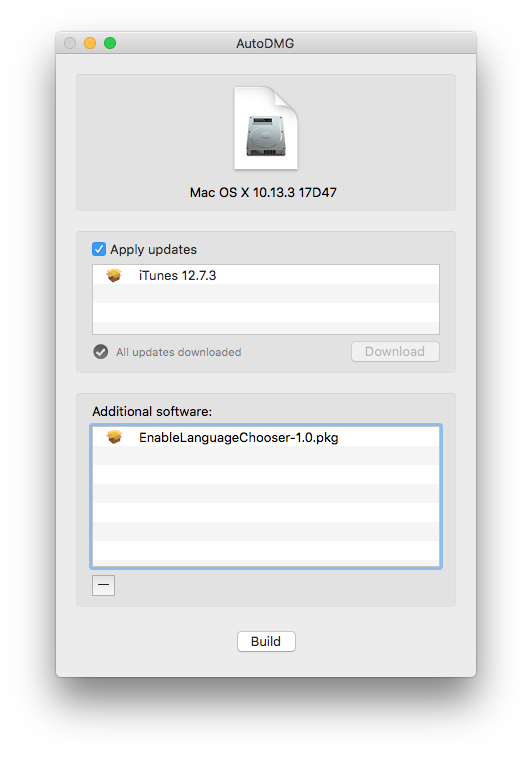 AutoDMG
Mac OS X 10.13.3 17D47
Apply updates
iTunes 12.7.3
All updates downloaded
Download
Additional software:
EnableLanguageChooser-1.0.pkg
Build